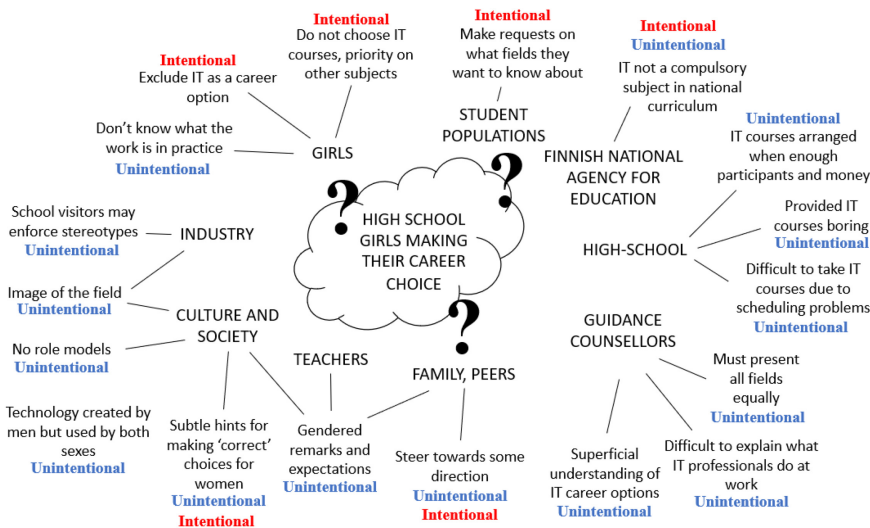 Intentional
Do not choose IT
courses, priority on
other subjects
Intentional
Exclude IT as a career
option
Don't know what the
work is in practice
Unintentional
GIRLS
Intentional
Make requests on
what fields they
want to know about
STUDENT
POPULATIONS
Intentional
Unintentional
IT not a compulsory
subject in national
curriculum
FINNISH NATIONAL
AGENCY FOR
EDUCATION
Unintentional
IT courses arranged
when enough
participants and money
Provided IT
courses boring
Unintentional
Difficult to take IT
courses due to
scheduling problems
Unintentional
HIGH-SCHOOL
?
?
HIGH SCHOOL
GIRLS MAKING
THEIR CAREER
CHOICE
?
School visitors may
enforce stereotypes
Unintentional
INDUSTRY
Image of the field
Unintentional
CULTURE AND
SOCIETY
No role models
Unintentional
Technology created by
men but used by both
sexes
Unintentional
Subtle hints for
making 'correct'
choices for
women
Unintentional
Intentional
TEACHERS
Gendered
remarks and
expectations
Unintentional
FAMILY, PEERS
Steer towards some
direction
Unintentional
Intentional
GUIDANCE
COUNSELLORS
Must present
all fields
equally
Unintentional
Superficial
understanding of
IT career options
Unintentional
Difficult to explain what
IT professionals do at
work
Unintentional